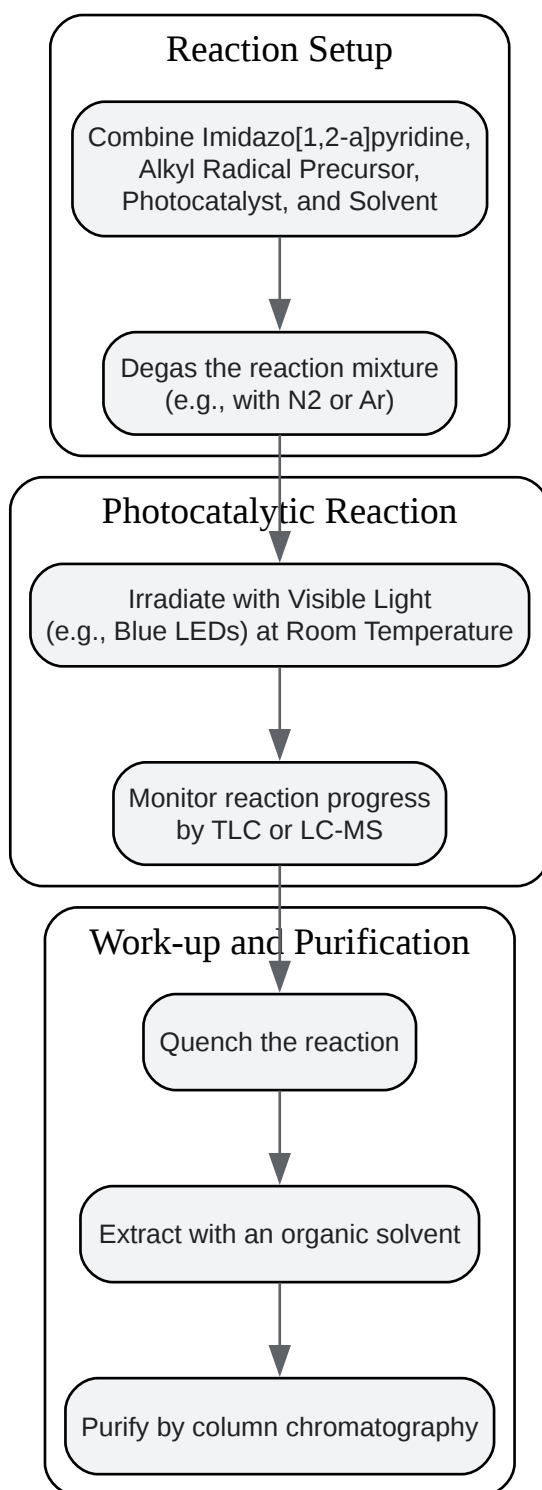 Reaction Setup
Combine Imidazo[1,2-a]pyridine,
Alkyl Radical Precursor,
Photocatalyst, and Solvent
Degas the reaction mixture
(e.g., with N2 or Ar)
Photocatalytic Reaction
Irradiate with Visible Light
(e.g., Blue LEDs) at Room Temperature
Monitor reaction progress
by TLC or LC-MS
Work-up and Purification
Quench the reaction
Extract with an organic solvent
Purify by column chromatography